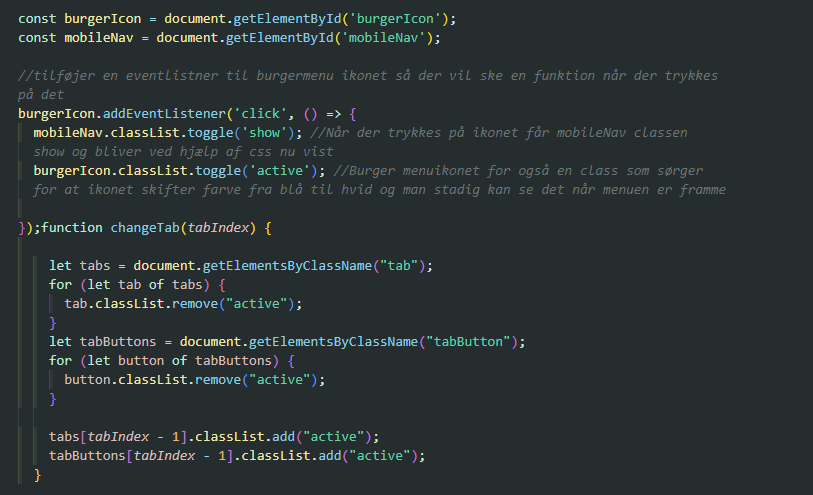 const burgerIcon = document.getElementById('burgerIcon');
const mobileNav = document.getElementById('mobileNav');
//tilføjer en eventlistner til burgermenu ikonet så der vil ske en funktion når der trykkes
på det
burgerIcon.addEventListener('click', () => {
mobileNav.classList.toggle('show'); //Når der trykkes på ikonet får mobileNav classen
show og bliver ved hjælp af css nu vist
burgerIcon.classList.toggle('active'); //Burger menuikonet for også en class som sørger
for at ikonet skifter farve fra blå til hvid og man stadig kan se det når menuen er framme
});function changeTab(tabIndex) {
let tabs = document.getElementsByClassName("tab");
for (let tab of tabs) {
tab.classList.remove("active");
}
let tabButtons = document.getElementsByClassName("tabButton");
for (let button of tabButtons) {
button.classList.remove("active");
}
tabs[tabIndex - 1].classList.add("active");
tabButtons[tabIndex - 1].classList.add("active");
}